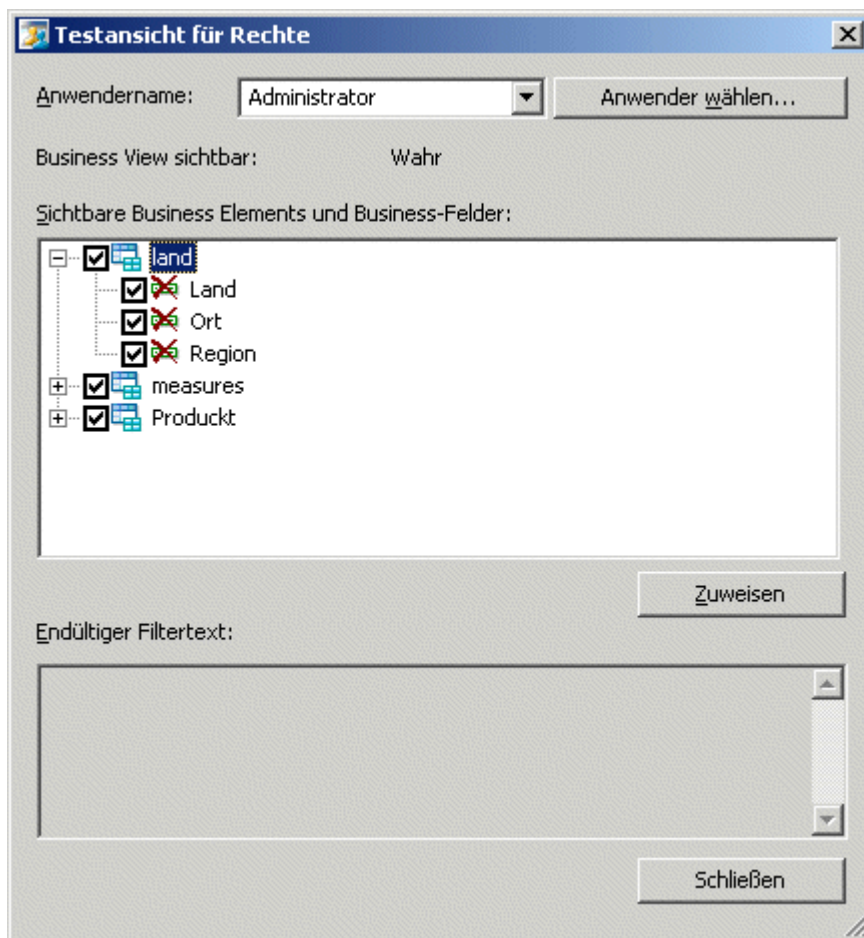 Testansicht für Rechte
Anwendername: Administrator Anwender wählen...
Business View sichtbar: Wahr
Sichtbare Business Elements und Business-Felder:
land
Land
Ort
Region
measures
Produckt
Zuweisen
Endültiger Filtertext:
Schließen